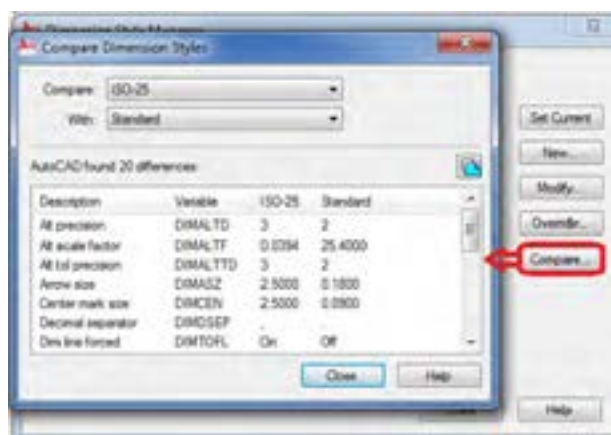 Dimension Style Manager
Compare Dimension Styles
Compare: ISO-25
With: Standard
AutoCAD found 20 differences:
Description Variable ISO-25 Standard
Alt precision DIMALTD 3 2
Alt scale factor DIMALTF 0.0394 25.4000
Alt tol precision DIMALTTD 3 2
Arrow size DIMASZ 2.5000 0.1800
Center mark size DIMCEN 2.5000 0.0900
Decimal separator DIMDSEP , .
Dim line forced DIMTOFL On Off
Close Help
Set Current
New...
Modify...
Override...
Compare...
Help